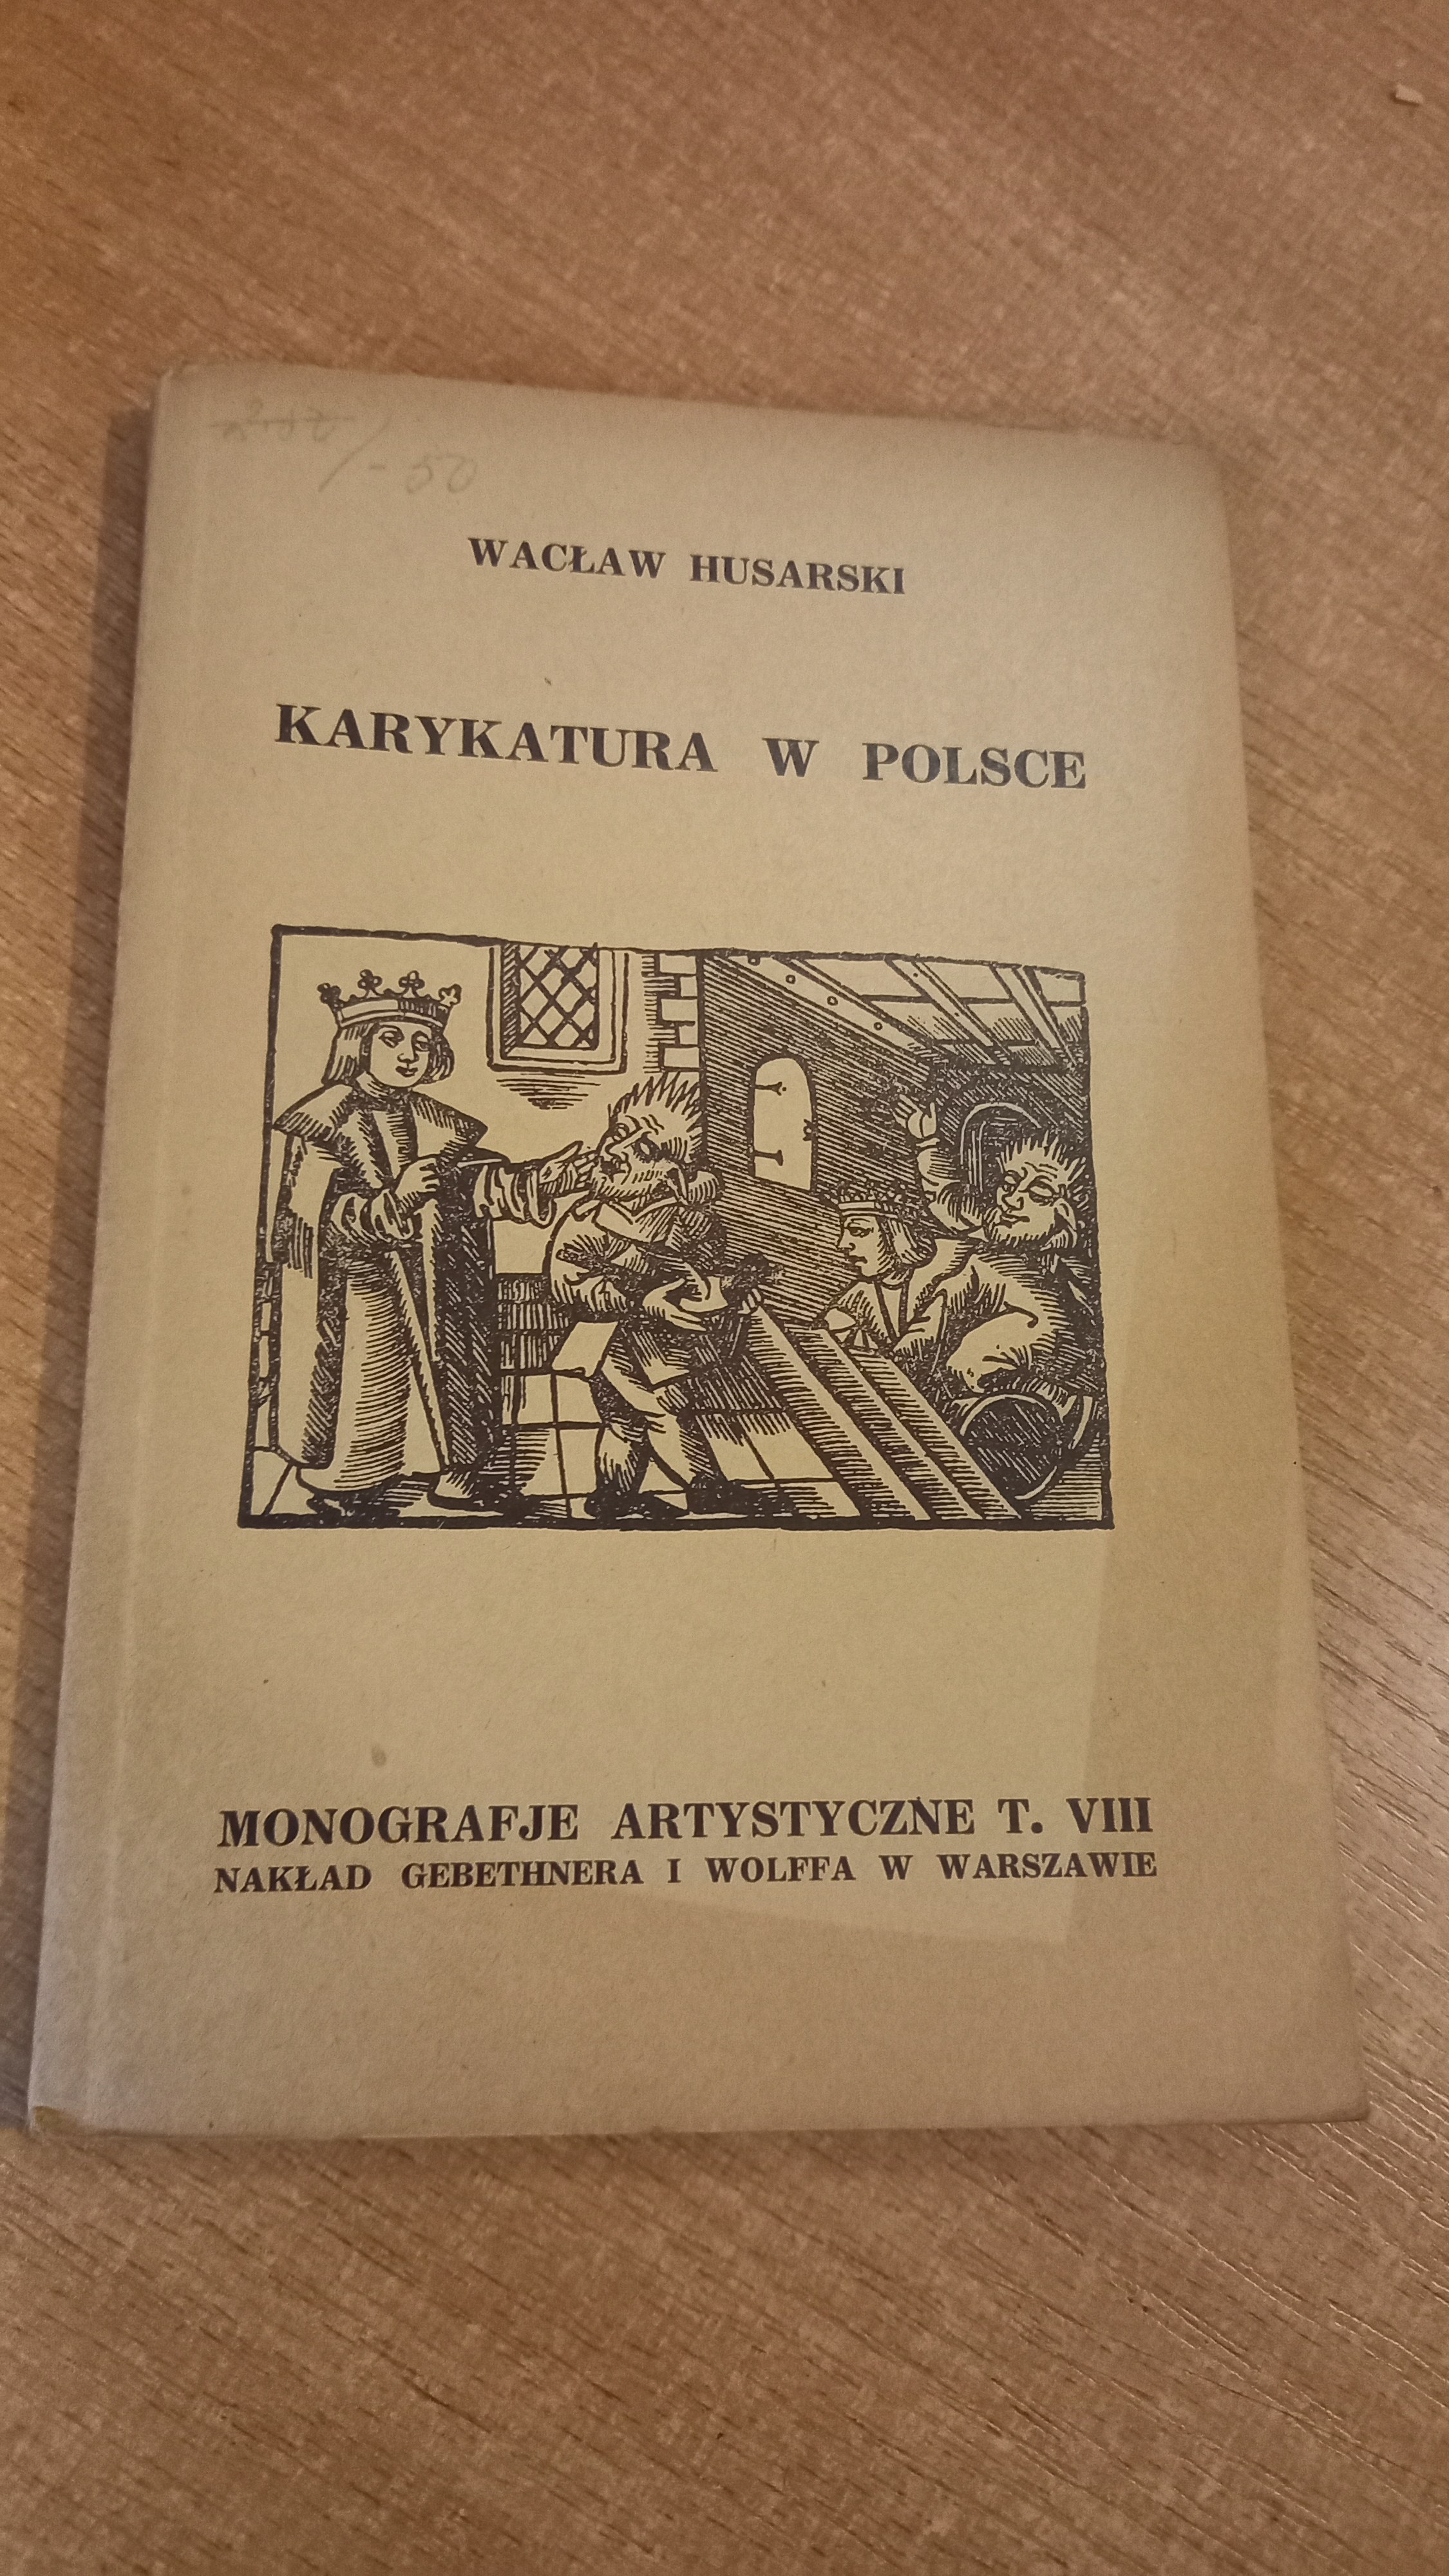 /-50
WACŁAW HUSARSKI
KARYKATURA W POLSCE
MONOGRAFJE ARTYSTYCZNE T. VIII
NAKŁAD GEBETHNERA I WOLFFA W WARSZAWIE